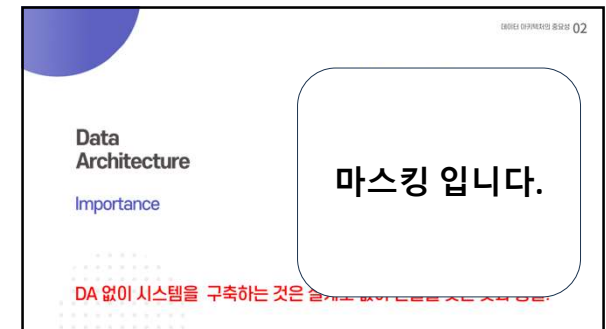 데이터 아키텍처의 중요성 02
Data
Architecture
마스킹 입니다.
Importance
DA 없이 시스템을 구축하는 것은